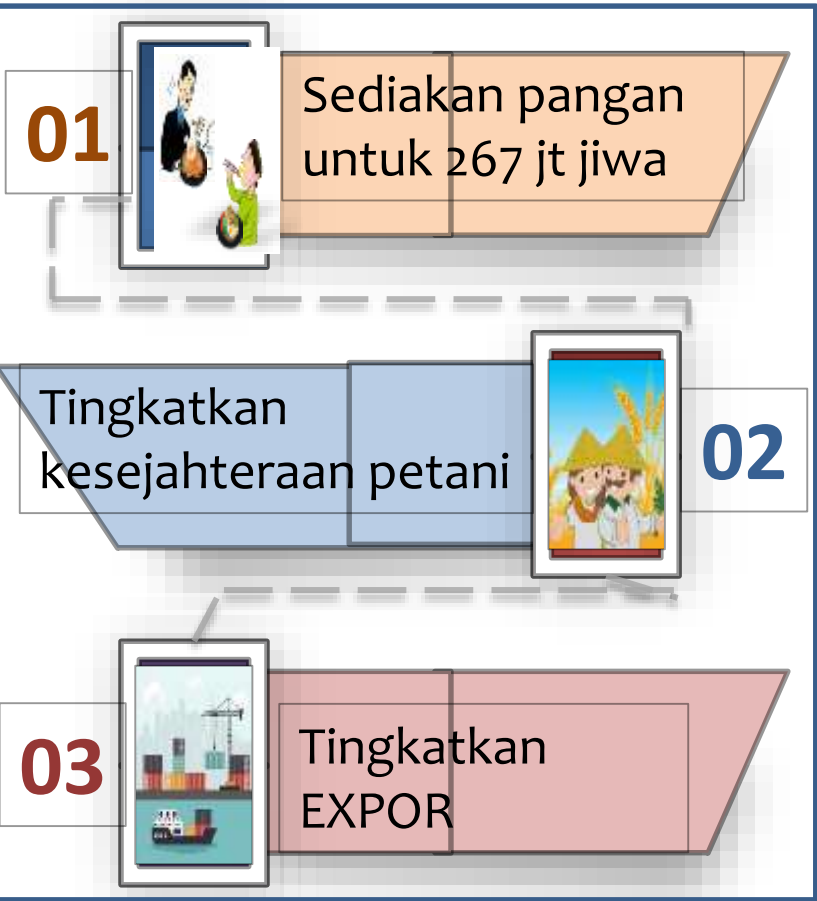 01
Sediakan pangan
untuk 267 jt jiwa
Tingkatkan
kesejahteraan petani
02
03
Tingkatkan
EXPOR